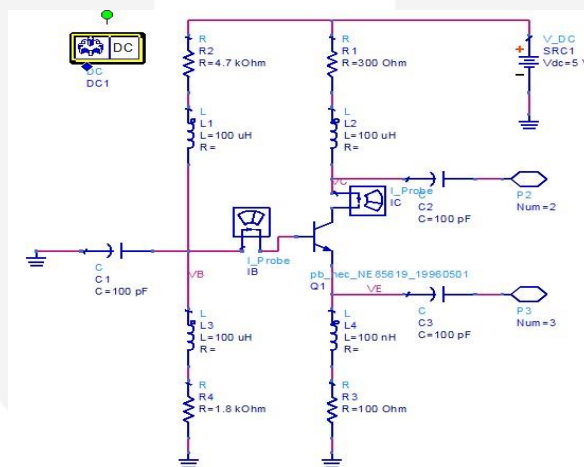 DC
DC
DC1
R
R2
R=4.7 kOhm
R
R1
R=300 Ohm
V_DC
SRC1
Vdc=5 V
L
L1
L=100 uH
R=
L
L2
L=100 uH
R=
VC
I_Probe
IC
C
C2
C=100 pF
P2
Num=2
C
C1
C=100 pF
VB
I_Probe
IB
pb_nec_NE85619_19960501
Q1
VE
C
C3
C=100 pF
P3
Num=3
L
L3
L=100 uH
R=
L
L4
L=100 nH
R=
R
R4
R=1.8 kOhm
R
R3
R=100 Ohm